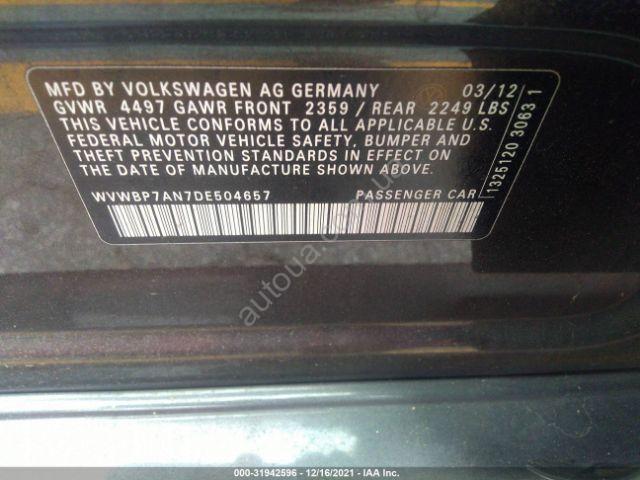 MFD BY VOLKSWAGEN AG GERMANY 03/12
GVWR 4497 GAWR FRONT 2359 / REAR 2249 LBS
THIS VEHICLE CONFORMS TO ALL APPLICABLE U.S.
FEDERAL MOTOR VEHICLE SAFETY, BUMPER AND
THEFT PREVENTION STANDARDS IN EFFECT ON
THE DATE OF MANUFACTURE SHOWN ABOVE.
WVWBP7AN7DE504657 PASSENGER CAR
1325120 3063 1
autoua.com
000-31942596 - 12/16/2021 - IAA Inc.